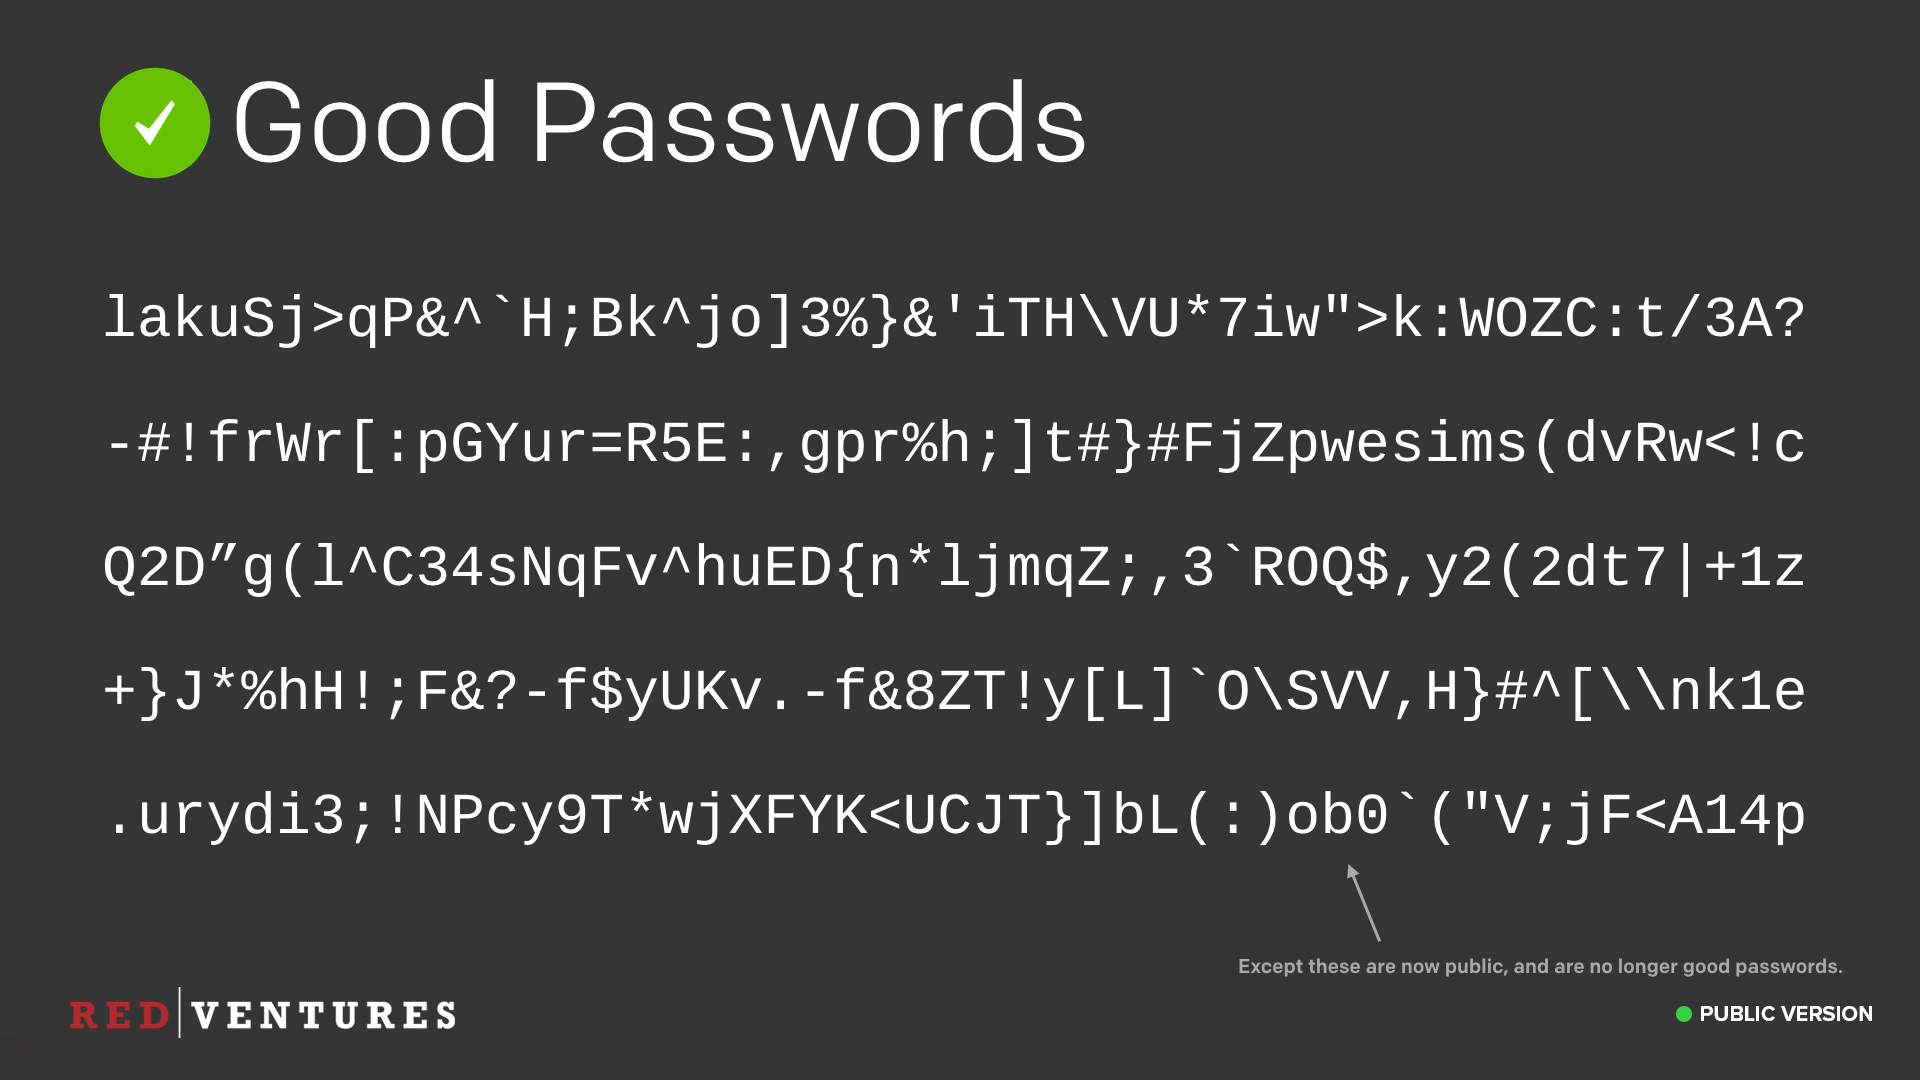 Good Passwords
lakuSj>qP&^`H;Bk^jo]3%}&'iTH\VU*7iw">k:WOZC:t/3A?
-#!frWr[:pGYur=R5E:,gpr%h;]t#}#FjZpwesims(dvRw<!c
Q2D”g(l^C34sNqFv^huED{n*ljmqZ;,3`ROQ$,y2(2dt7|+1z
+}J*%hH!;F&?-f$yUKv.-f&8ZT!y[L]`O\SVV,H}#^[\\nk1e
.urydi3;!NPcy9T*wjXFYK<UCJT}]bL(:)ob0`("V;jF<A14p
Except these are now public, and are no longer good passwords.
RED VENTURES
PUBLIC VERSION